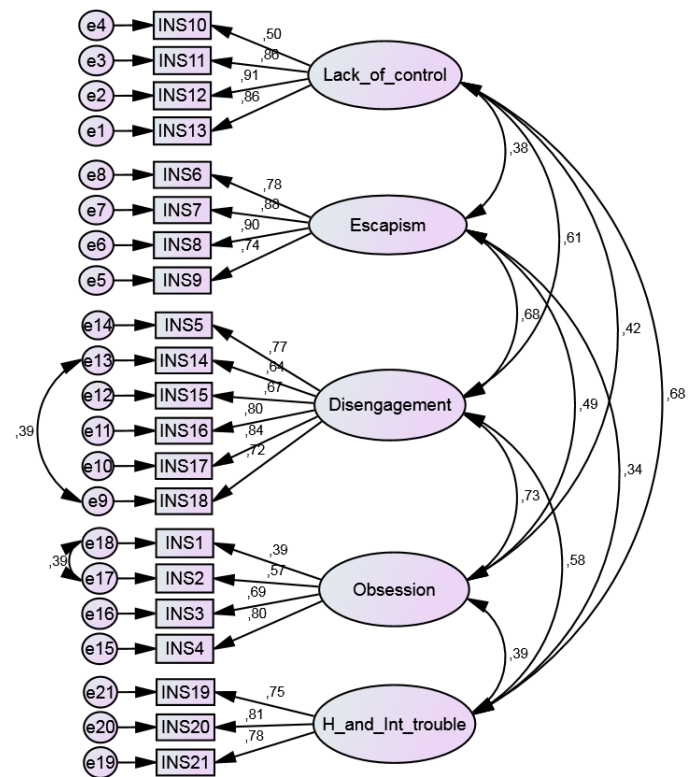 e4 INS10 ,50
e3 INS11 ,86 Lack_of_control
e2 INS12 ,91
e1 INS13 ,86
,38
e8 INS6 ,78
e7 INS7 ,88 Escapism
e6 INS8 ,90
e5 INS9 ,74
,61
,68
,42
e14 INS5 ,77
e13 INS14 ,64
e12 INS15 ,67 Disengagement
e11 INS16 ,80
e10 INS17 ,84
e9 INS18 ,72
,39
,49
,68
,34
,73
,58
e18 INS1 ,39
e17 INS2 ,57 Obsession
e16 INS3 ,69
e15 INS4 ,80
,39
,39
e21 INS19 ,75
e20 INS20 ,81 H_and_Int_trouble
e19 INS21 ,78